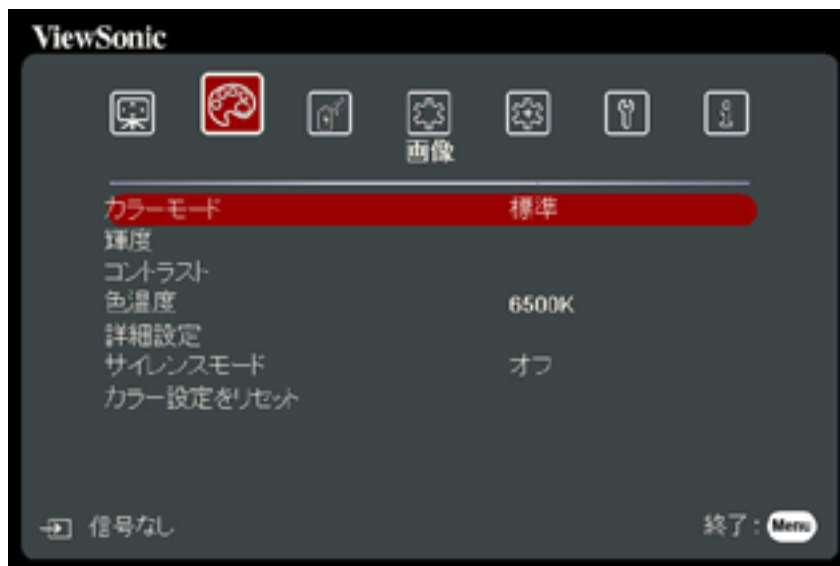 ViewSonic
画像
カラーモード 標準
輝度
コントラスト
色温度 6500K
詳細設定
サイレンスモード オフ
カラー設定をリセット
信号なし 終了: Menu